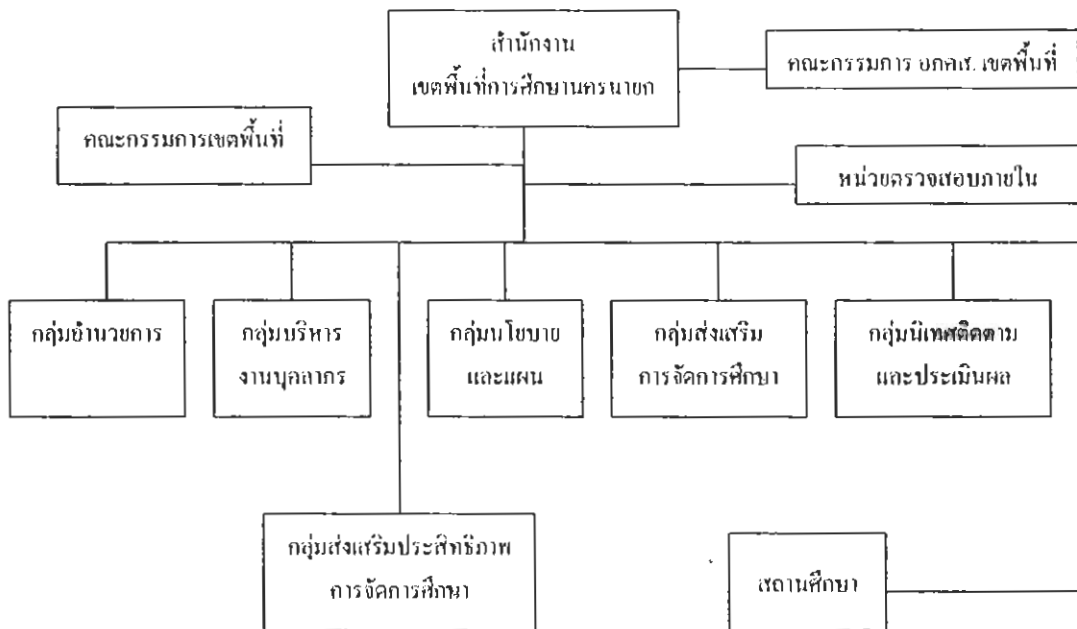 สำนักงาน
เขตพื้นที่การศึกษานครนายก
คณะกรรมการ อกคศ. เขตพื้นที่
คณะกรรมการเขตพื้นที่
หน่วยตรวจสอบภายใน
กลุ่มอำนวยการ
กลุ่มบริหาร
งานบุคลากร
กลุ่มนโยบาย
และแผน
กลุ่มส่งเสริม
การจัดการศึกษา
กลุ่มนิเทศติดตาม
และประเมินผล
กลุ่มส่งเสริมประสิทธิภาพ
การจัดการศึกษา
สถานศึกษา